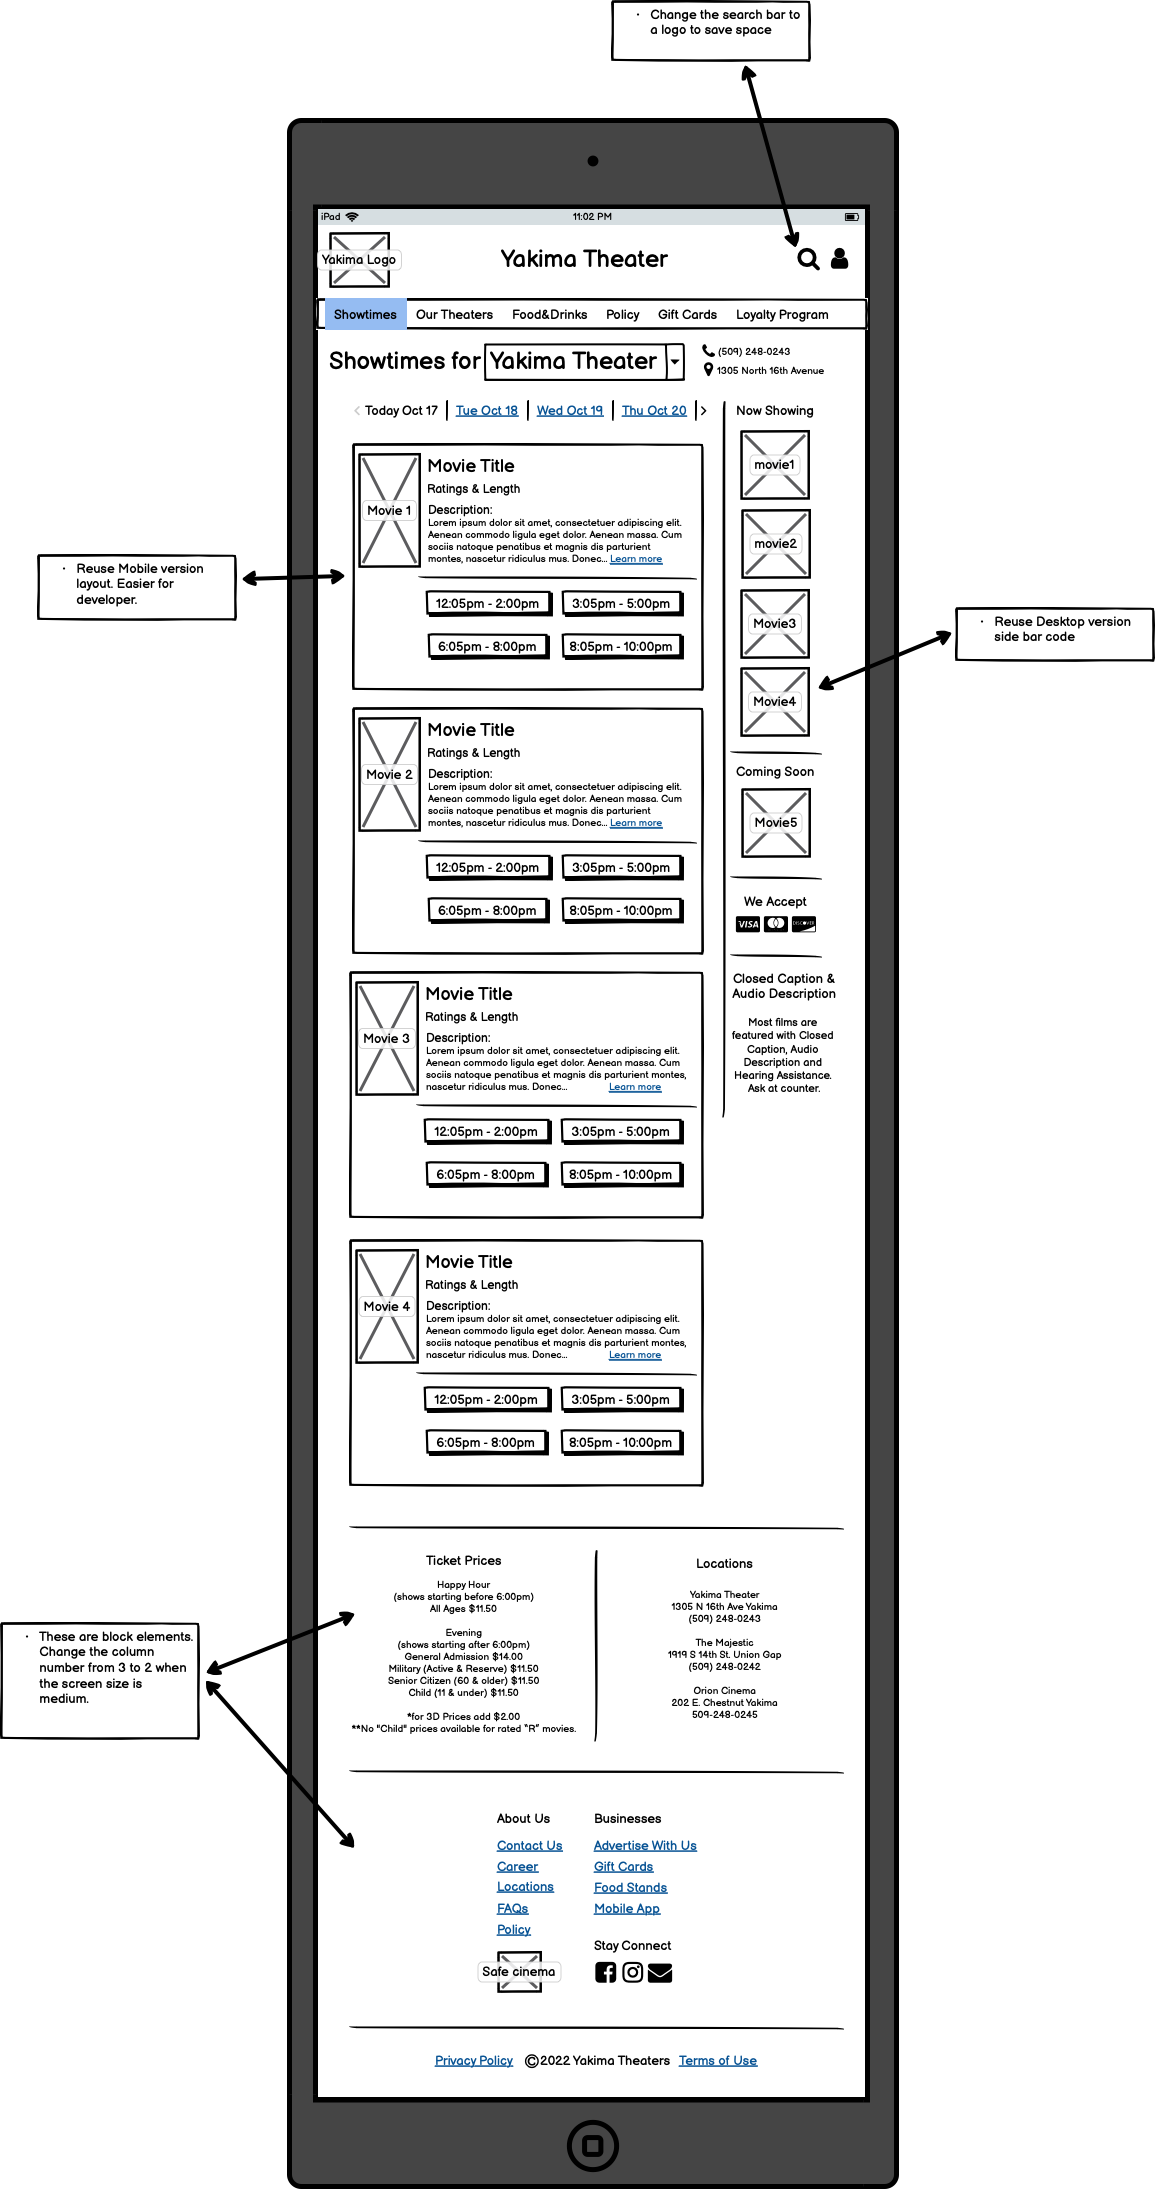 · Change the search bar to
a logo to save space
iPad 11:02 PM
Yakima Logo
Yakima Theater
Showtimes Our Theaters Food&Drinks Policy Gift Cards Loyalty Program
Showtimes for Yakima Theater
(509) 248-0243
1305 North 16th Avenue
< Today Oct 17 Tue Oct 18 Wed Oct 19 Thu Oct 20 >
Movie 1
Movie Title
Ratings & Length
Description:
Lorem ipsum dolor sit amet, consectetuer adipiscing elit.
Aenean commodo ligula eget dolor. Aenean massa. Cum
sociis natoque penatibus et magnis dis parturient
montes, nascetur ridiculus mus. Donec... Learn more
12:05pm - 2:00pm 3:05pm - 5:00pm
6:05pm - 8:00pm 8:05pm - 10:00pm
· Reuse Mobile version
layout. Easier for
developer.
Movie 2
Movie Title
Ratings & Length
Description:
Lorem ipsum dolor sit amet, consectetuer adipiscing elit.
Aenean commodo ligula eget dolor. Aenean massa. Cum
sociis natoque penatibus et magnis dis parturient
montes, nascetur ridiculus mus. Donec... Learn more
12:05pm - 2:00pm 3:05pm - 5:00pm
6:05pm - 8:00pm 8:05pm - 10:00pm
Movie 3
Movie Title
Ratings & Length
Description:
Lorem ipsum dolor sit amet, consectetuer adipiscing elit.
Aenean commodo ligula eget dolor. Aenean massa. Cum
sociis natoque penatibus et magnis dis parturient montes,
nascetur ridiculus mus. Donec... Learn more
12:05pm - 2:00pm 3:05pm - 5:00pm
6:05pm - 8:00pm 8:05pm - 10:00pm
Movie 4
Movie Title
Ratings & Length
Description:
Lorem ipsum dolor sit amet, consectetuer adipiscing elit.
Aenean commodo ligula eget dolor. Aenean massa. Cum
sociis natoque penatibus et magnis dis parturient montes,
nascetur ridiculus mus. Donec... Learn more
12:05pm - 2:00pm 3:05pm - 5:00pm
6:05pm - 8:00pm 8:05pm - 10:00pm
Now Showing
movie1
movie2
Movie3
Movie4
· Reuse Desktop version
side bar code
Coming Soon
Movie5
We Accept
VISA DISCOVER
Closed Caption &
Audio Description
Most films are
featured with Closed
Caption, Audio
Description and
Hearing Assistance.
Ask at counter.
Ticket Prices
Happy Hour
(shows starting before 6:00pm)
All Ages $11.50
Evening
(shows starting after 6:00pm)
General Admission $14.00
Military (Active & Reserve) $11.50
Senior Citizen (60 & older) $11.50
Child (11 & under) $11.50
*for 3D Prices add $2.00
**No "Child" prices available for rated "R" movies.
Locations
Yakima Theater
1305 N 16th Ave Yakima
(509) 248-0243
The Majestic
1919 S 14th St. Union Gap
(509) 248-0242
Orion Cinema
202 E. Chestnut Yakima
509-248-0245
· These are block elements.
Change the column
number from 3 to 2 when
the screen size is
medium.
About Us
Contact Us
Career
Locations
FAQs
Policy
Safe cinema
Businesses
Advertise With Us
Gift Cards
Food Stands
Mobile App
Stay Connect
Privacy Policy ©2022 Yakima Theaters Terms of Use